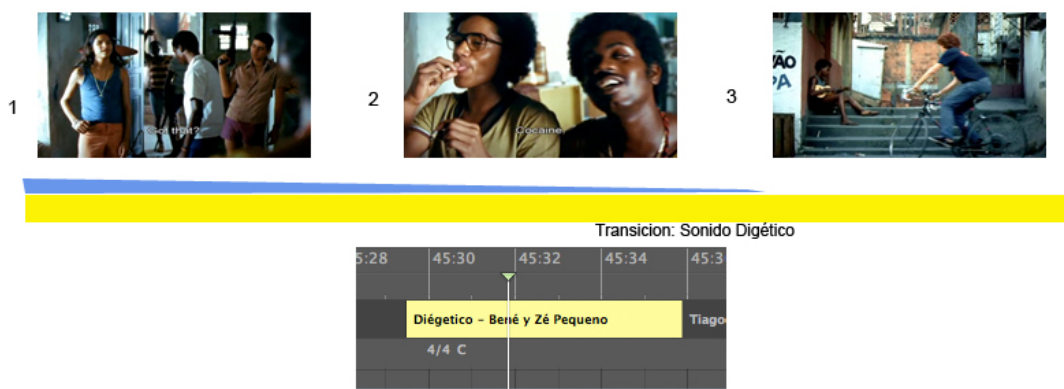 1
Got that?
2
Cocaine.
3
ÃO
PA
Transicion: Sonido Digético
5:28 45:30 45:32 45:34 45:3
Diégetico - Bené y Zé Pequeno
Tiago
4/4 C